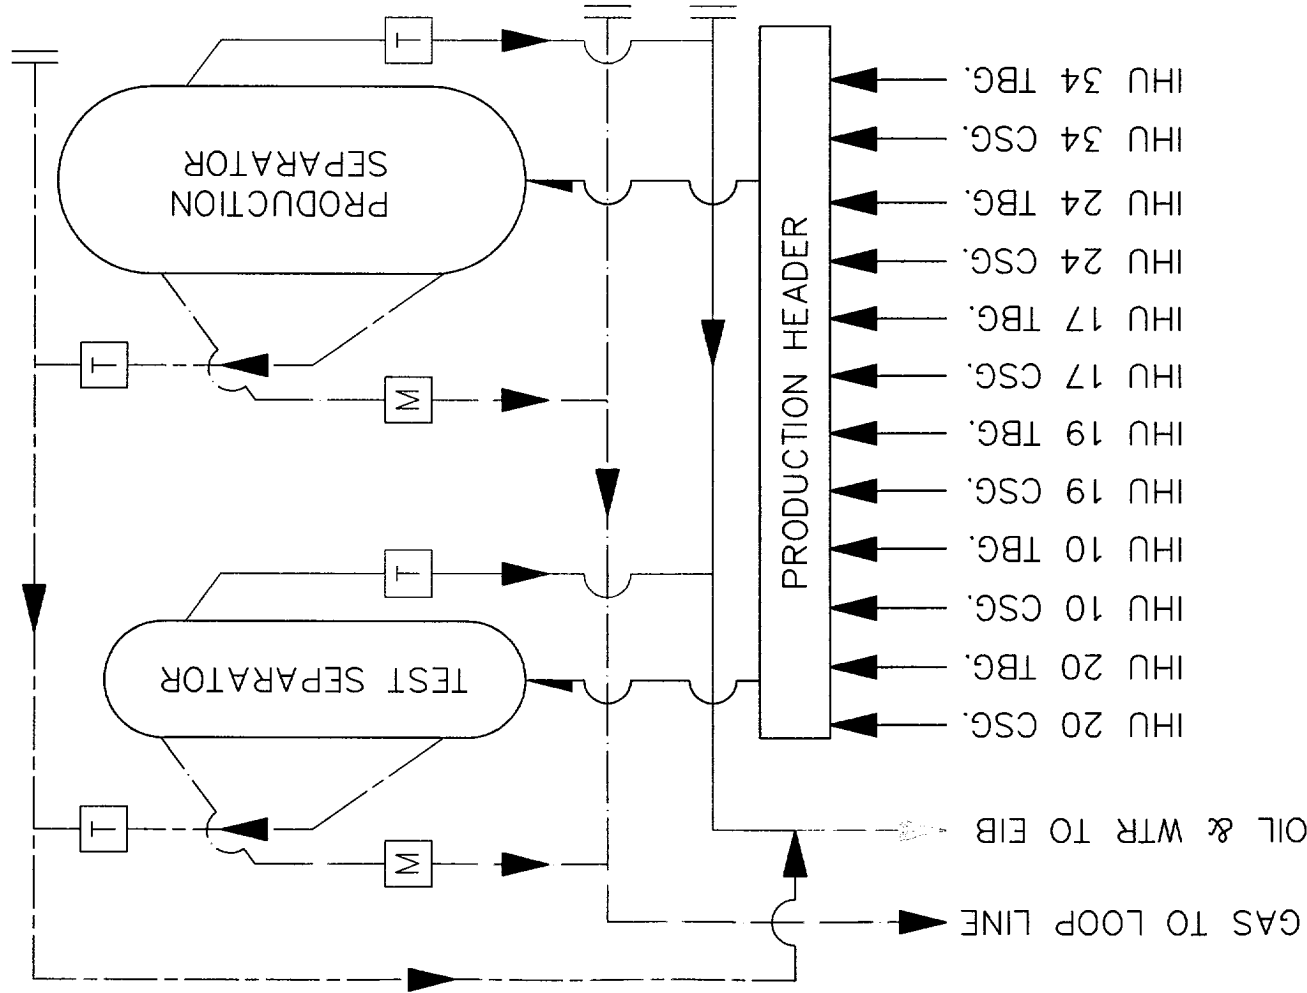 GAS TO LOOP LINE
OIL & WTR TO EIB
IHU 20 CSG.
IHU 20 TBG.
IHU 10 CSG.
IHU 10 TBG.
IHU 19 CSG.
IHU 19 TBG.
IHU 17 CSG.
IHU 17 TBG.
IHU 24 CSG.
IHU 24 TBG.
IHU 34 CSG.
IHU 34 TBG.
PRODUCTION HEADER
M
T
TEST SEPARATOR
T
M
T
PRODUCTION
SEPARATOR
T